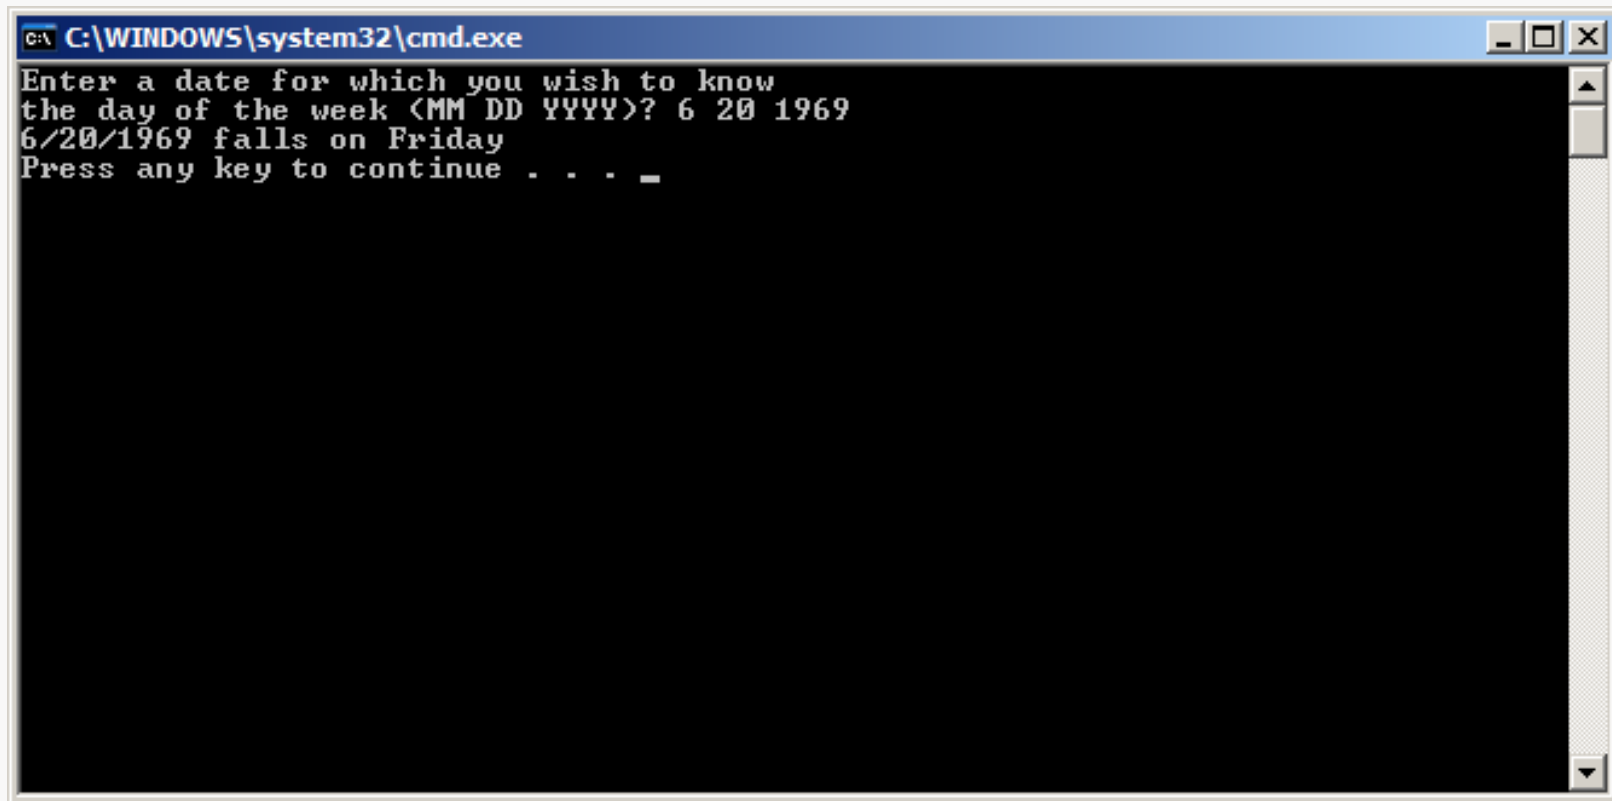 C:\WINDOWS\system32\cmd.exe
Enter a date for which you wish to know
the day of the week (MM DD YYYY)? 6 20 1969
6/20/1969 falls on Friday
Press any key to continue . . . _